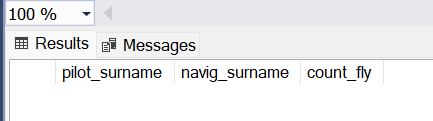 100 %
Results Messages
pilot_surname navig_surname count_fly